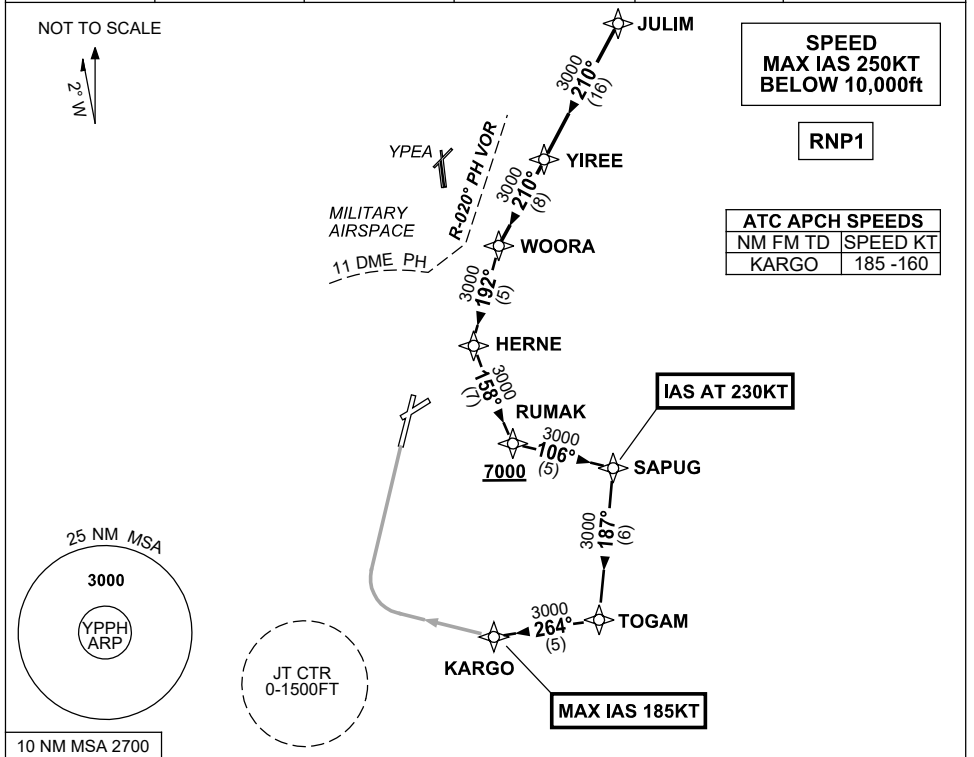 NOT TO SCALE
2° W
JULIM
SPEED
MAX IAS 250KT
BELOW 10,000ft
RNP1
3000
210°
(16)
YPEA
R-020° PH VOR
YIREE
3000
210°
(8)
MILITARY
AIRSPACE
11 DME PH
WOORA
ATC APCH SPEEDS
NM FM TD SPEED KT
KARGO 185 -160
3000
192°
(5)
HERNE
3000
158°
(7)
RUMAK
7000
IAS AT 230KT
3000
106°
(5)
SAPUG
3000
187°
(6)
TOGAM
3000
264°
(5)
KARGO
MAX IAS 185KT
25 NM MSA
3000
YPPH
ARP
JT CTR
0-1500FT
10 NM MSA 2700